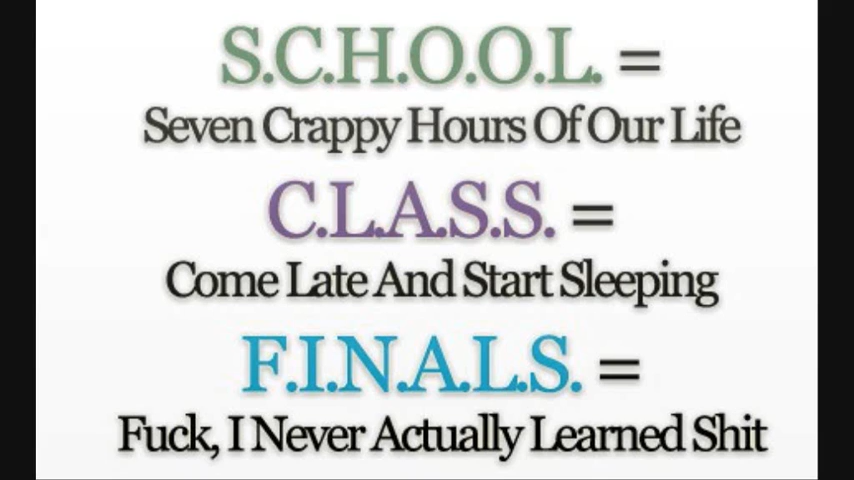 S.C.H.O.O.L. =
Seven Crappy Hours Of Our Life
C.L.A.S.S. =
Come Late And Start Sleeping
F.I.N.A.L.S. =
Fuck, I Never Actually Learned Shit